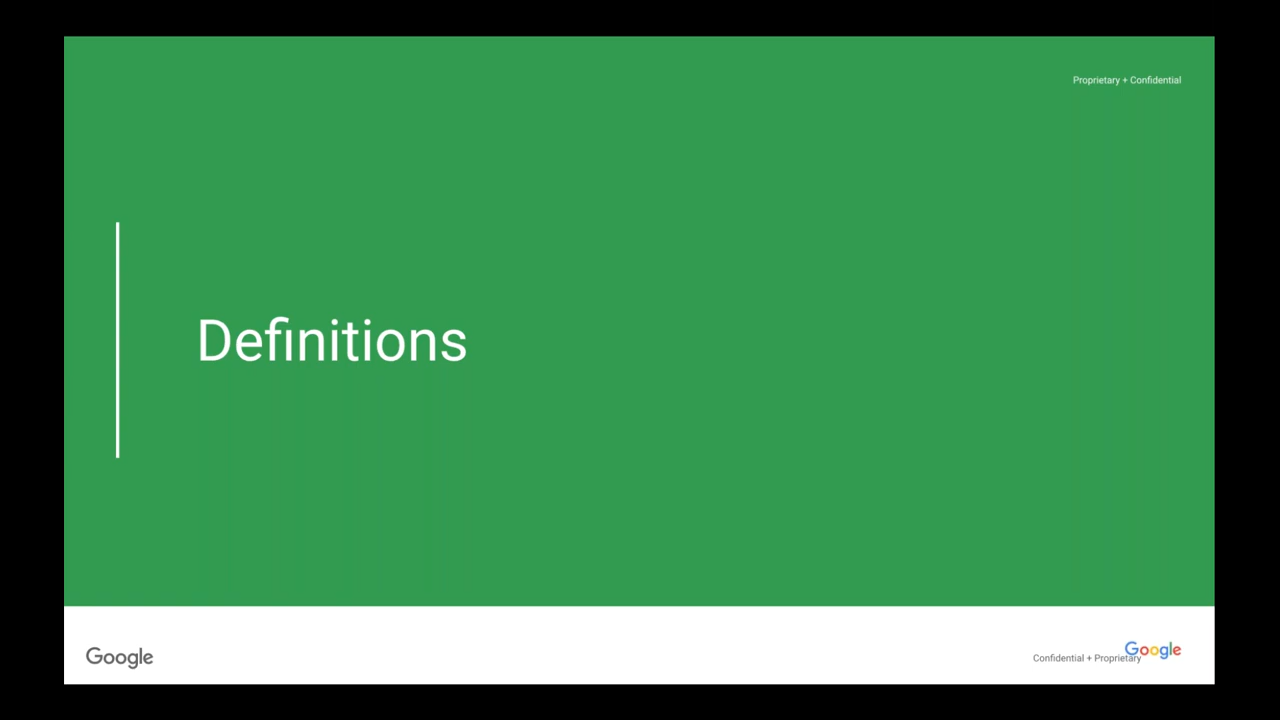 Proprietary + Confidential
Definitions
Google
Confidential + Proprietary
Google